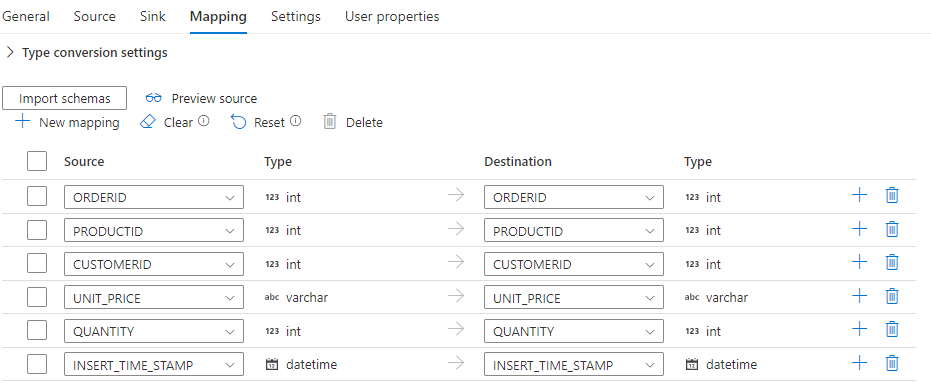 General Source Sink Mapping Settings User properties
Type conversion settings
Import schemas Preview source
New mapping Clear Reset Delete
Source Type Destination Type
ORDERID 123 int ORDERID 123 int
PRODUCTID 123 int PRODUCTID 123 int
CUSTOMERID 123 int CUSTOMERID 123 int
UNIT_PRICE abc varchar UNIT_PRICE abc varchar
QUANTITY 123 int QUANTITY 123 int
INSERT_TIME_STAMP 12 datetime INSERT_TIME_STAMP 12 datetime